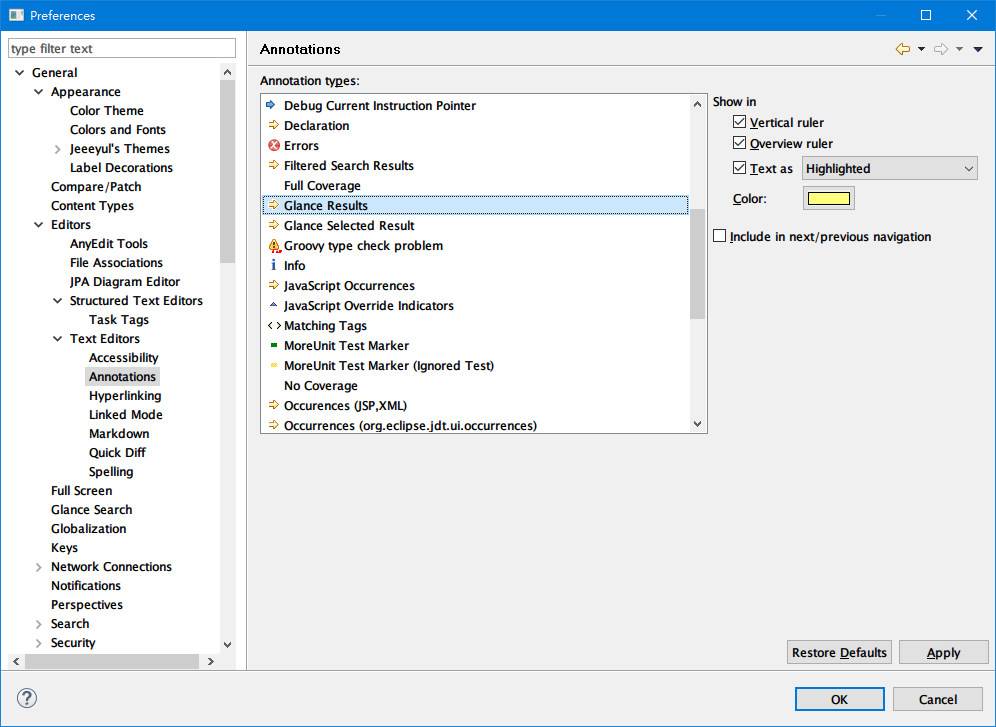 Preferences
type filter text
General
Appearance
Color Theme
Colors and Fonts
Jeeeyul's Themes
Label Decorations
Compare/Patch
Content Types
Editors
AnyEdit Tools
File Associations
JPA Diagram Editor
Structured Text Editors
Task Tags
Text Editors
Accessibility
Annotations
Hyperlinking
Linked Mode
Markdown
Quick Diff
Spelling
Full Screen
Glance Search
Globalization
Keys
Network Connections
Notifications
Perspectives
Search
Security
Annotations
Annotation types:
Debug Current Instruction Pointer
Declaration
Errors
Filtered Search Results
Full Coverage
Glance Results
Glance Selected Result
Groovy type check problem
Info
JavaScript Occurrences
JavaScript Override Indicators
Matching Tags
MoreUnit Test Marker
MoreUnit Test Marker (Ignored Test)
No Coverage
Occurences (JSP,XML)
Occurrences (org.eclipse.jdt.ui.occurrences)
Show in
Vertical ruler
Overview ruler
Text as Highlighted
Color:
Include in next/previous navigation
Restore Defaults Apply
OK Cancel